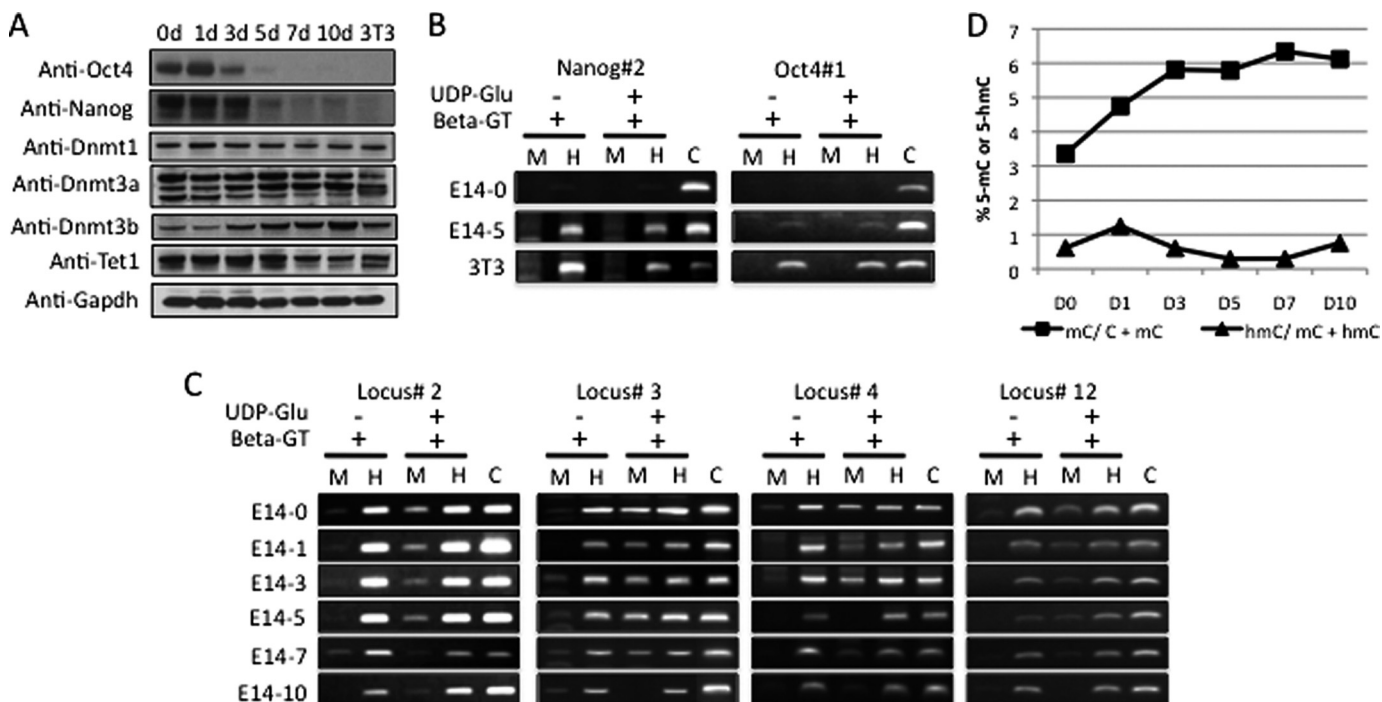 A
0d 1d 3d 5d 7d 10d 3T3
Anti-Oct4
Anti-Nanog
Anti-Dnmt1
Anti-Dnmt3a
Anti-Dnmt3b
Anti-Tet1
Anti-Gapdh
B
Nanog#2 Oct4#1
UDP-Glu - + - +
Beta-GT + + + +
M H M H C M H M H C
E14-0
E14-5
3T3
D
% 5-mC or 5-hmC
7
6
5
4
3
2
1
0
D0 D1 D3 D5 D7 D10
mC/ C + mC hmC/ mC + hmC
C
Locus# 2 Locus# 3 Locus# 4 Locus# 12
UDP-Glu - + - + - + - +
Beta-GT + + + + + + + +
M H M H C M H M H C M H M H C M H M H C
E14-0
E14-1
E14-3
E14-5
E14-7
E14-10